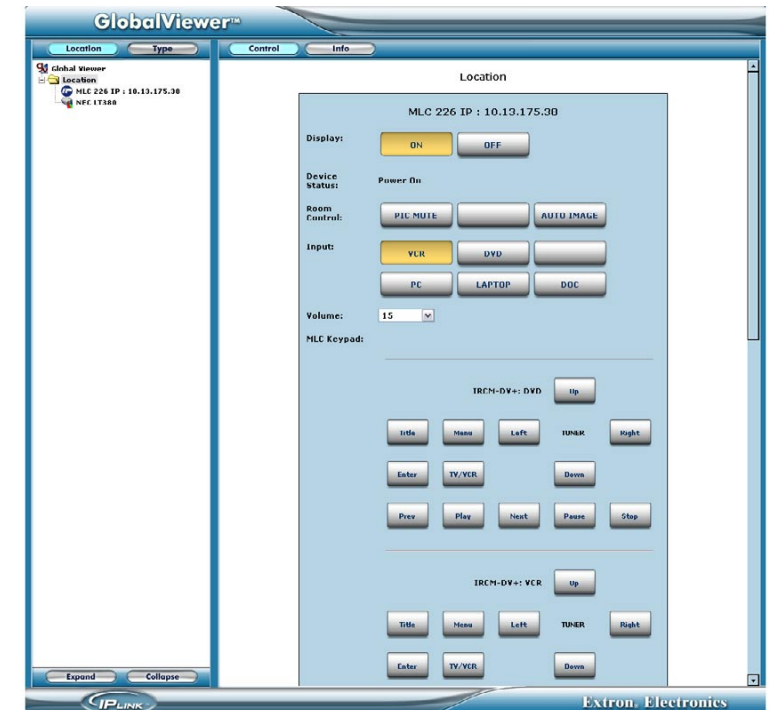 GlobalViewer™
Location Type Control Info
Global Viewer
Location
MLC 226 IP : 10.13.175.30
NEC LT380
Location
MLC 226 IP : 10.13.175.30
Display: ON OFF
Device Status: Power On
Room Control: PIC MUTE AUTO IMAGE
Input: VCR DVD
PC LAPTOP DOC
Volume: 15
MLC Keypad:
IRCM-DV+: DVD Up
Title Menu Left TUNER Right
Enter TV/VCR Down
Prev Play Next Pause Stop
IRCM-DV+: VCR Up
Title Menu Left TUNER Right
Enter TV/VCR Down
Expand Collapse
IPLINK Extron. Electronics